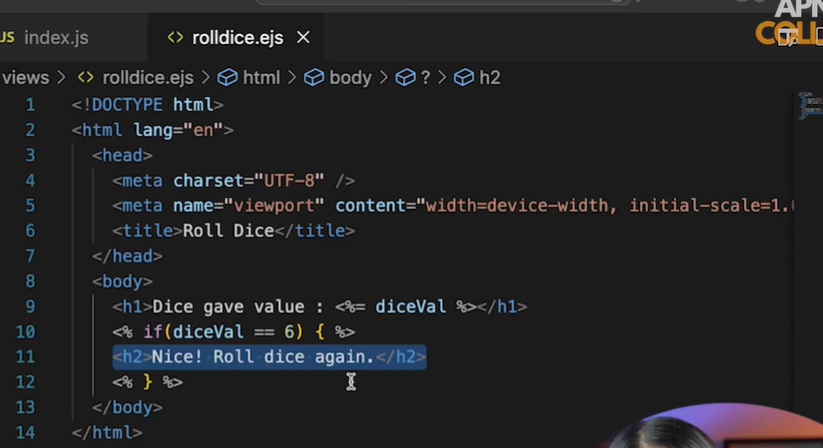 APN
COLL
JS index.js
<> rolldice.ejs ×
views > <> rolldice.ejs > html > body > ? > h2
1 <!DOCTYPE html>
2 <html lang="en">
3 <head>
4 <meta charset="UTF-8" />
5 <meta name="viewport" content="width=device-width, initial-scale=1.0
6 <title>Roll Dice</title>
7 </head>
8 <body>
9 <h1>Dice gave value : <%= diceVal %></h1>
10 <% if(diceVal == 6) { %>
11 <h2>Nice! Roll dice again.</h2>
12 <% } %>
13 </body>
14 </html>